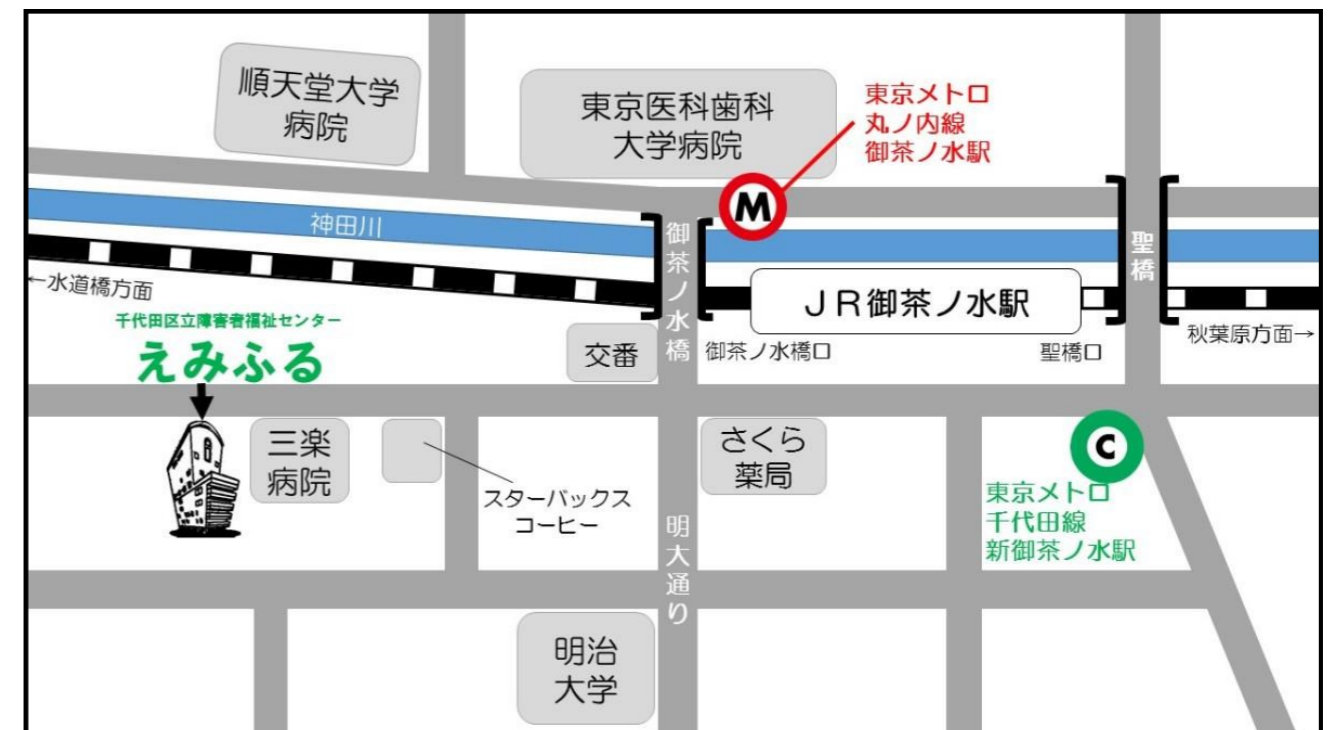 順天堂大学
病院
東京医科歯科
大学病院
東京メトロ
丸ノ内線
御茶ノ水駅
M
神田川
御茶ノ水橋
聖橋
←水道橋方面
JR御茶ノ水駅
秋葉原方面→
千代田区立障害者福祉センター
えみふる
交番
御茶ノ水橋口
聖橋口
三楽
病院
スターバックス
コーヒー
さくら
薬局
C
東京メトロ
千代田線
新御茶ノ水駅
明大通り
明治
大学